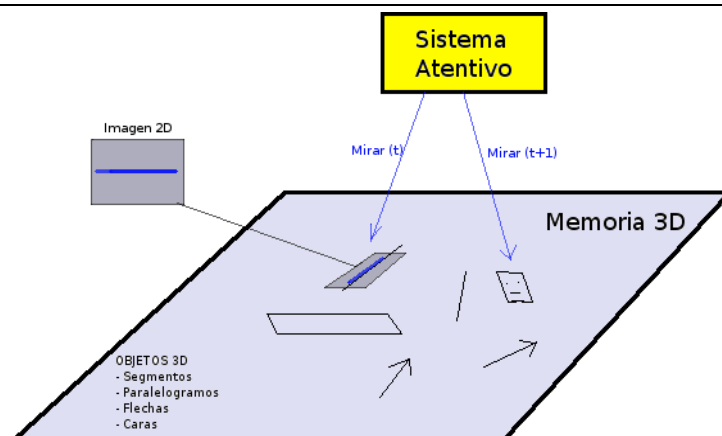 Sistema
Atentivo
Imagen 2D
Mirar (t)
Mirar (t+1)
Memoria 3D
OBJETOS 3D
- Segmentos
- Paralelogramos
- Flechas
- Caras